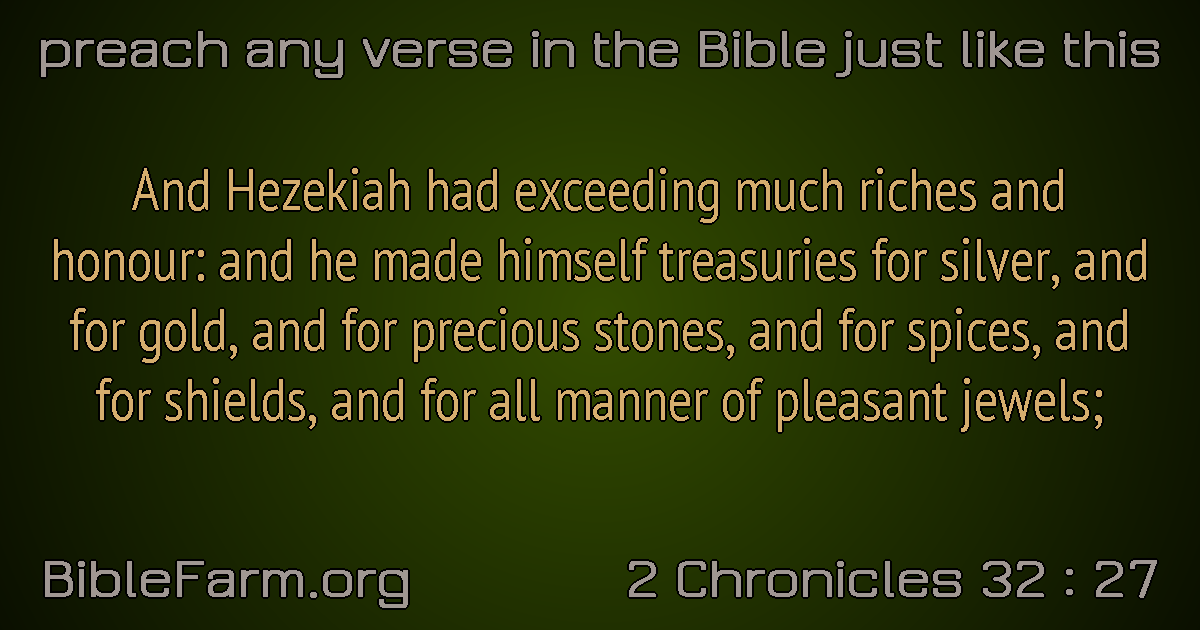 preach any verse in the Bible just like this
And Hezekiah had exceeding much riches and
honour: and he made himself treasuries for silver, and
for gold, and for precious stones, and for spices, and
for shields, and for all manner of pleasant jewels;
BibleFarm.org
2 Chronicles 32 : 27